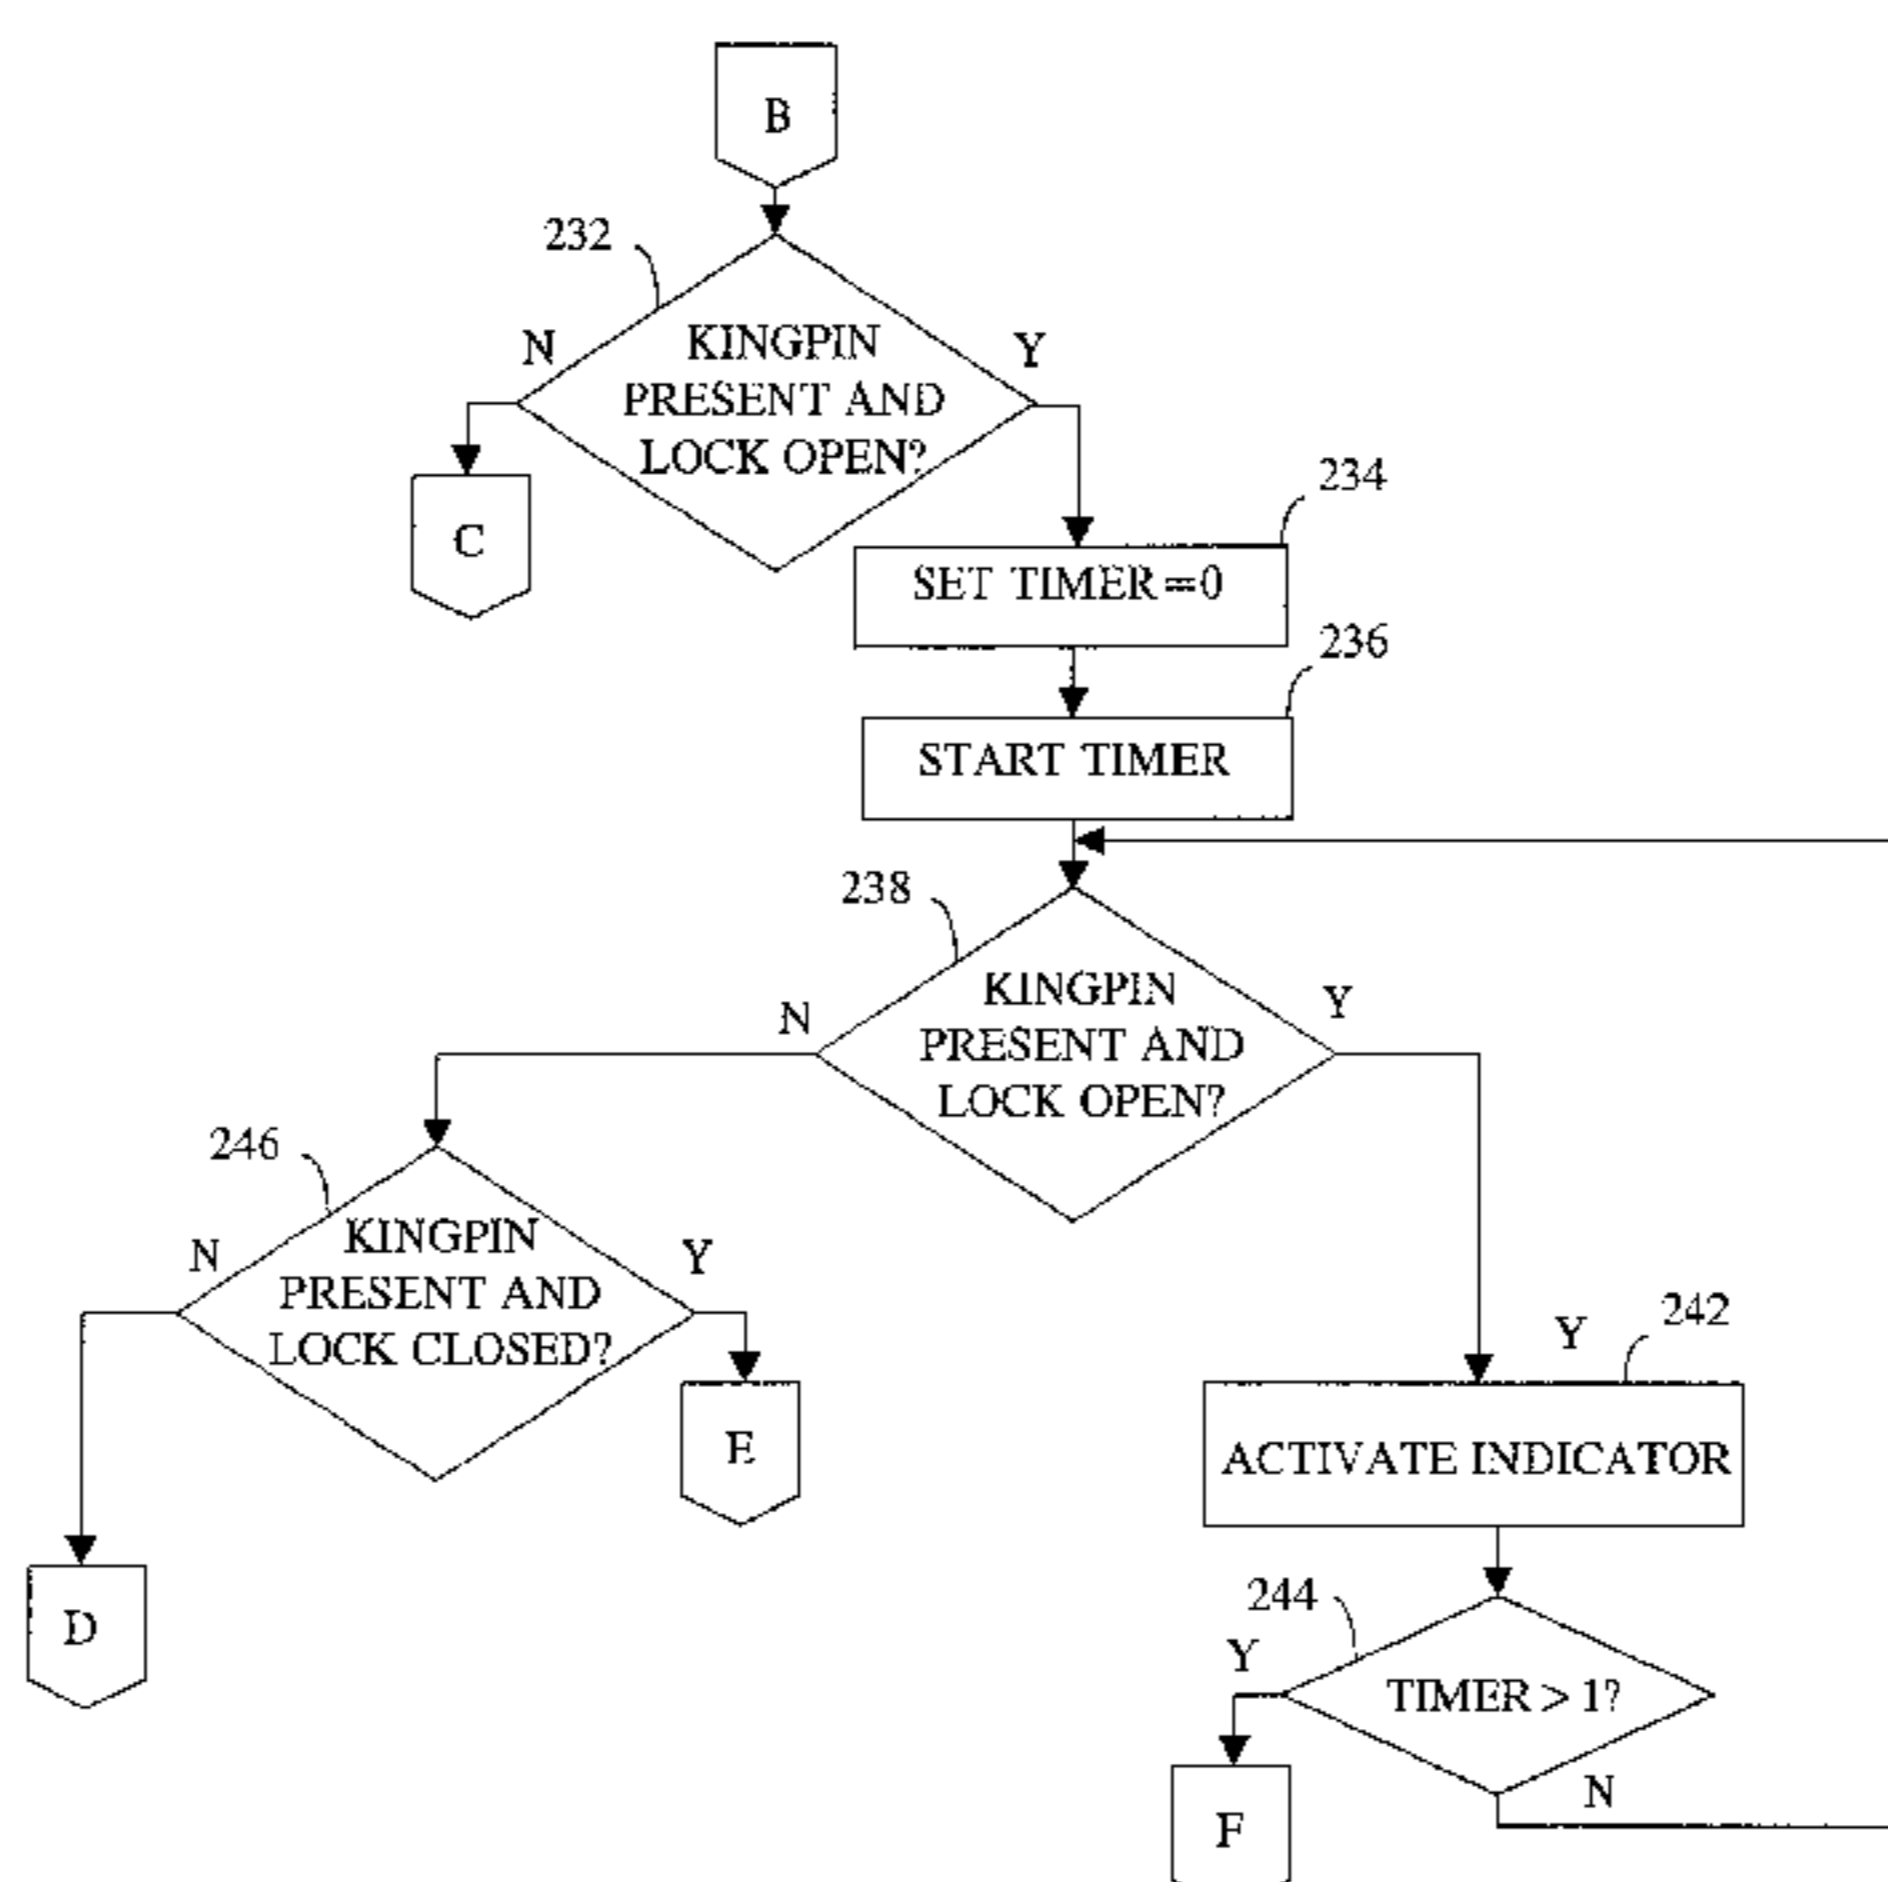 B
232
N
KINGPIN
PRESENT AND
LOCK OPEN?
Y
C
234
SET TIMER=0
236
START TIMER
238
N
KINGPIN
PRESENT AND
LOCK OPEN?
Y
246
N
KINGPIN
PRESENT AND
LOCK CLOSED?
Y
E
D
Y
242
ACTIVATE INDICATOR
244
Y
TIMER > 1?
N
F